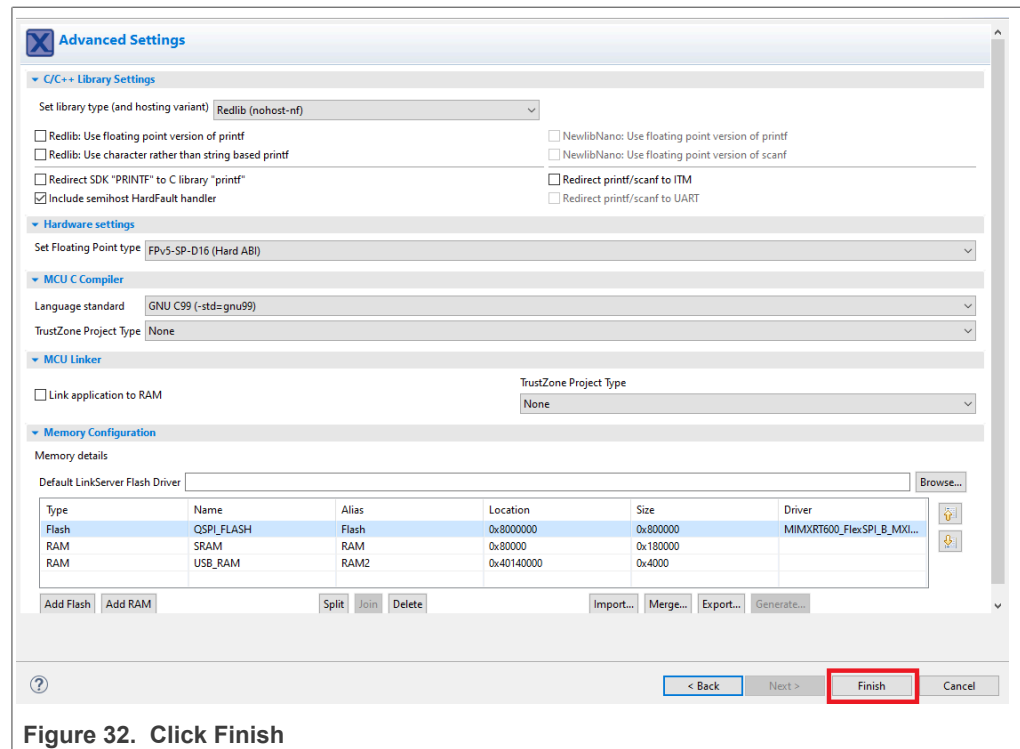 Advanced Settings
C/C++ Library Settings
Set library type (and hosting variant) Redlib (nohost-nf)
Redlib: Use floating point version of printf NewlibNano: Use floating point version of printf
Redlib: Use character rather than string based printf NewlibNano: Use floating point version of scanf
Redirect SDK "PRINTF" to C library "printf" Redirect printf/scanf to ITM
Include semihost HardFault handler Redirect printf/scanf to UART
Hardware settings
Set Floating Point type FPv5-SP-D16 (Hard ABI)
MCU C Compiler
Language standard GNU C99 (-std=gnu99)
TrustZone Project Type None
MCU Linker
TrustZone Project Type
Link application to RAM
None
Memory Configuration
Memory details
Default LinkServer Flash Driver Browse...
Type Name Alias Location Size Driver
Flash QSPI_FLASH Flash 0x8000000 0x800000 MIMXRT600_FlexSPI_B_MXI...
RAM SRAM RAM 0x80000 0x180000
RAM USB_RAM RAM2 0x40140000 0x4000
Add Flash Add RAM Split Join Delete Import... Merge... Export... Generate...
? < Back Next > Finish Cancel
Figure 32. Click Finish